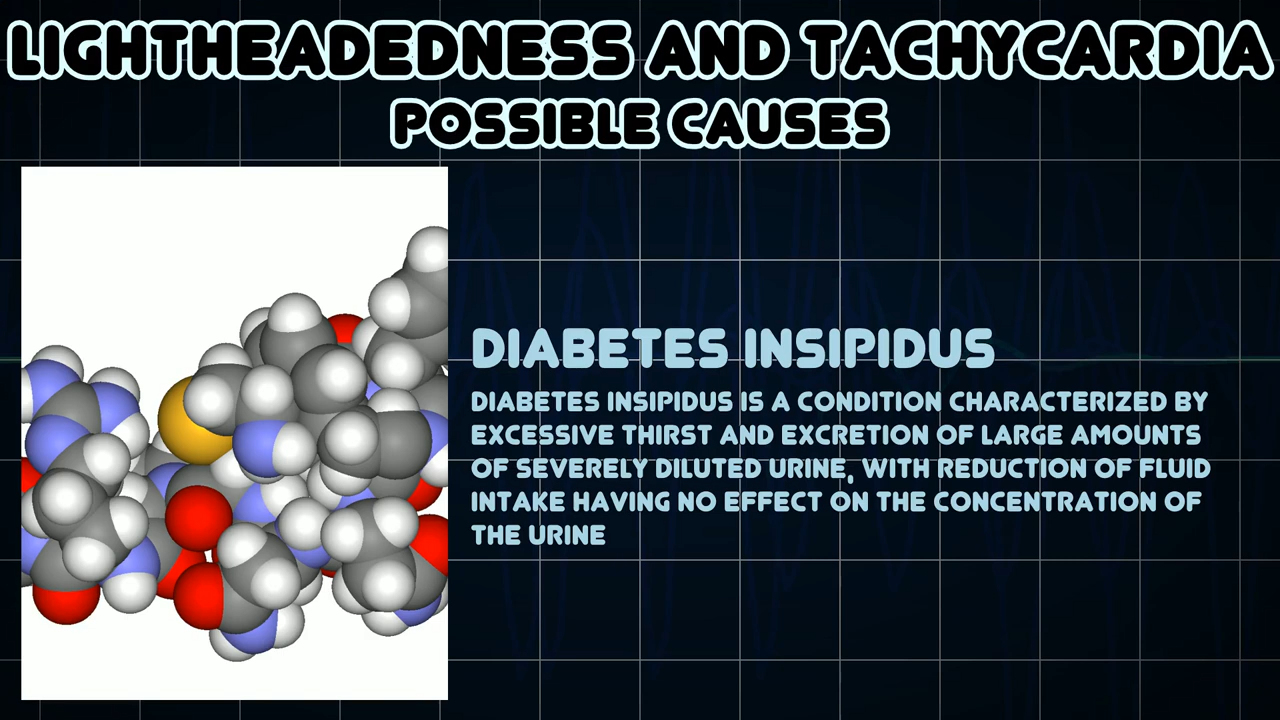 LIGHTHEADEDNESS AND TACHYCARDIA
POSSIBLE CAUSES
DIABETES INSIPIDUS
DIABETES INSIPIDUS IS A CONDITION CHARACTERIZED BY
EXCESSIVE THIRST AND EXCRETION OF LARGE AMOUNTS
OF SEVERELY DILUTED URINE, WITH REDUCTION OF FLUID
INTAKE HAVING NO EFFECT ON THE CONCENTRATION OF
THE URINE